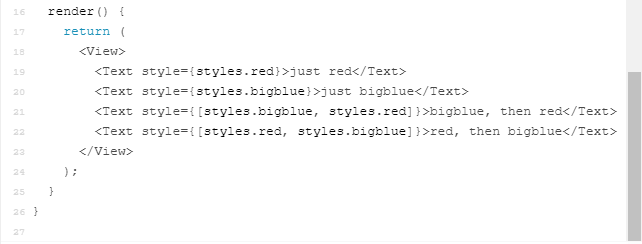 16 render() {
17 return (
18 <View>
19 <Text style={styles.red}>just red</Text>
20 <Text style={styles.bigblue}>just bigblue</Text>
21 <Text style={[styles.bigblue, styles.red]}>bigblue, then red</Text>
22 <Text style={[styles.red, styles.bigblue]}>red, then bigblue</Text>
23 </View>
24 );
25 }
26 }
27